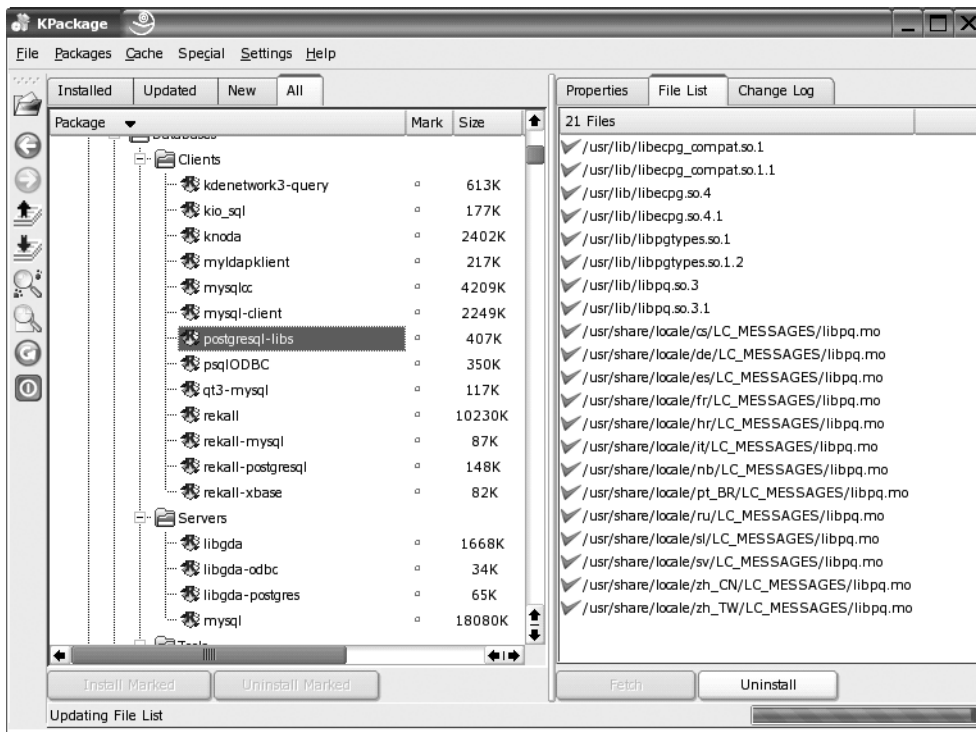 KPackage
File Packages Cache Special Settings Help
Installed Updated New All
Package Mark Size
Databases
Clients
kdenetwork3-query 613K
kio_sql 177K
knoda 2402K
myldapklient 217K
mysqlcc 4209K
mysql-client 2249K
postgresql-libs 407K
psqlODBC 350K
qt3-mysql 117K
rekall 10230K
rekall-mysql 87K
rekall-postgresql 148K
rekall-xbase 82K
Servers
libgda 1668K
libgda-odbc 34K
libgda-postgres 65K
mysql 18080K
Tools
Install Marked Uninstall Marked
Properties File List Change Log
21 Files
/usr/lib/libecpg_compat.so.1
/usr/lib/libecpg_compat.so.1.1
/usr/lib/libecpg.so.4
/usr/lib/libecpg.so.4.1
/usr/lib/libpgtypes.so.1
/usr/lib/libpgtypes.so.1.2
/usr/lib/libpq.so.3
/usr/lib/libpq.so.3.1
/usr/share/locale/cs/LC_MESSAGES/libpq.mo
/usr/share/locale/de/LC_MESSAGES/libpq.mo
/usr/share/locale/es/LC_MESSAGES/libpq.mo
/usr/share/locale/fr/LC_MESSAGES/libpq.mo
/usr/share/locale/hr/LC_MESSAGES/libpq.mo
/usr/share/locale/it/LC_MESSAGES/libpq.mo
/usr/share/locale/nb/LC_MESSAGES/libpq.mo
/usr/share/locale/pt_BR/LC_MESSAGES/libpq.mo
/usr/share/locale/ru/LC_MESSAGES/libpq.mo
/usr/share/locale/sl/LC_MESSAGES/libpq.mo
/usr/share/locale/sv/LC_MESSAGES/libpq.mo
/usr/share/locale/zh_CN/LC_MESSAGES/libpq.mo
/usr/share/locale/zh_TW/LC_MESSAGES/libpq.mo
Fetch Uninstall
Updating File List